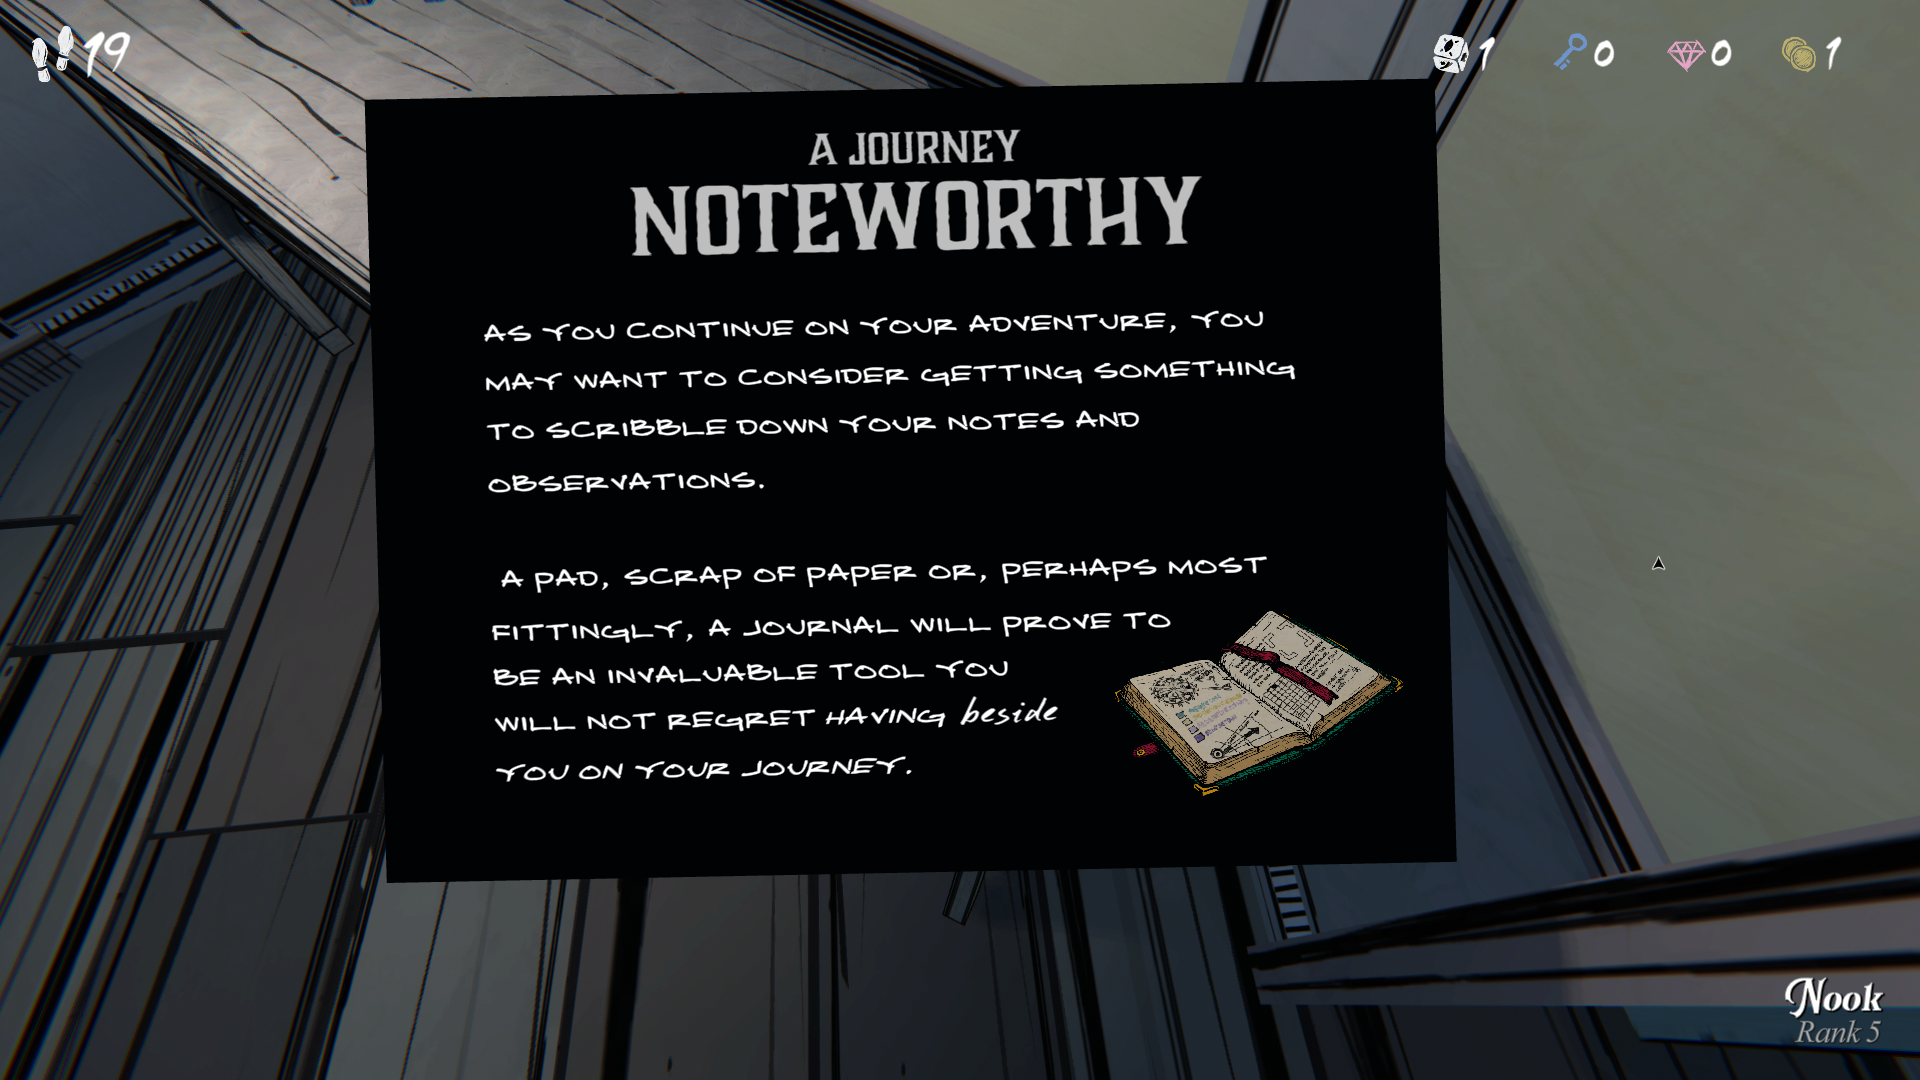 19
1
0
0
1
A JOURNEY
NOTEWORTHY
AS YOU CONTINUE ON YOUR ADVENTURE, YOU
MAY WANT TO CONSIDER GETTING SOMETHING
TO SCRIBBLE DOWN YOUR NOTES AND
OBSERVATIONS.
A PAD, SCRAP OF PAPER OR, PERHAPS MOST
FITTINGLY, A JOURNAL WILL PROVE TO
BE AN INVALUABLE TOOL YOU
WILL NOT REGRET HAVING beside
YOU ON YOUR JOURNEY.
Nook
Rank 5